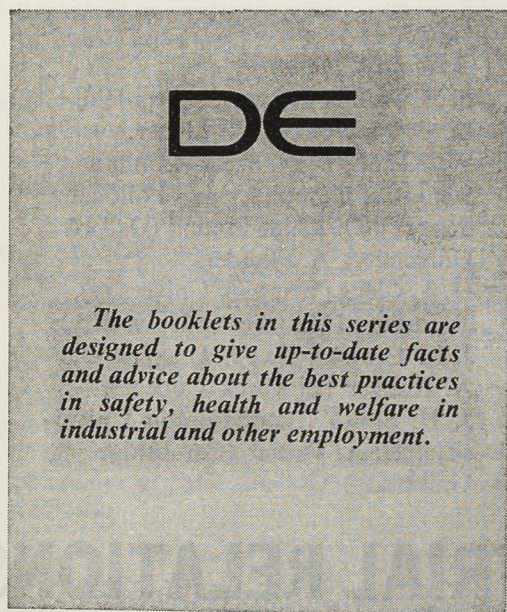 DE
The booklets in this series are
designed to give up-to-date facts
and advice about the best practices
in safety, health and welfare in
industrial and other employment.